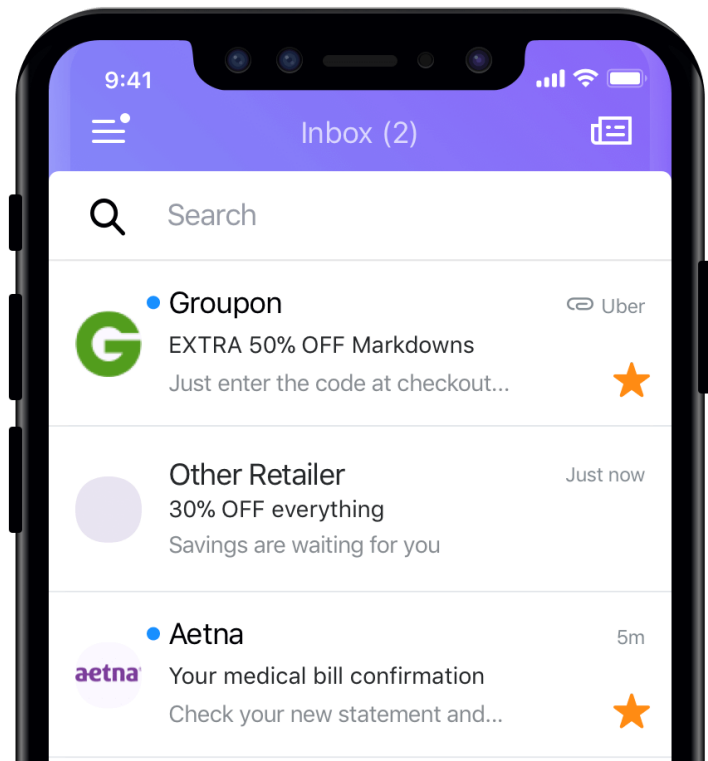 9:41
Inbox (2)
Search
Groupon
Uber
EXTRA 50% OFF Markdowns
Just enter the code at checkout...
Other Retailer
Just now
30% OFF everything
Savings are waiting for you
Aetna
5m
aetna
Your medical bill confirmation
Check your new statement and...